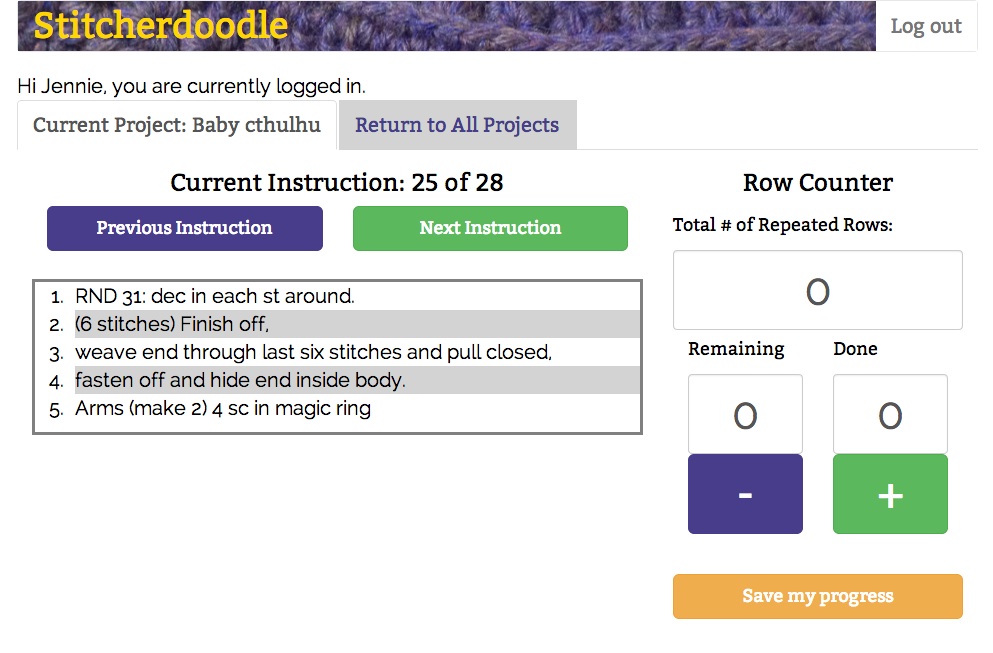 Stitcherdoodle
Log out
Hi Jennie, you are currently logged in.
Current Project: Baby cthulhu
Return to All Projects
Current Instruction: 25 of 28
Previous Instruction
Next Instruction
1. RND 31: dec in each st around.
2. (6 stitches) Finish off,
3. weave end through last six stitches and pull closed,
4. fasten off and hide end inside body.
5. Arms (make 2) 4 sc in magic ring
Row Counter
Total # of Repeated Rows:
0
Remaining
Done
0
0
-
+
Save my progress